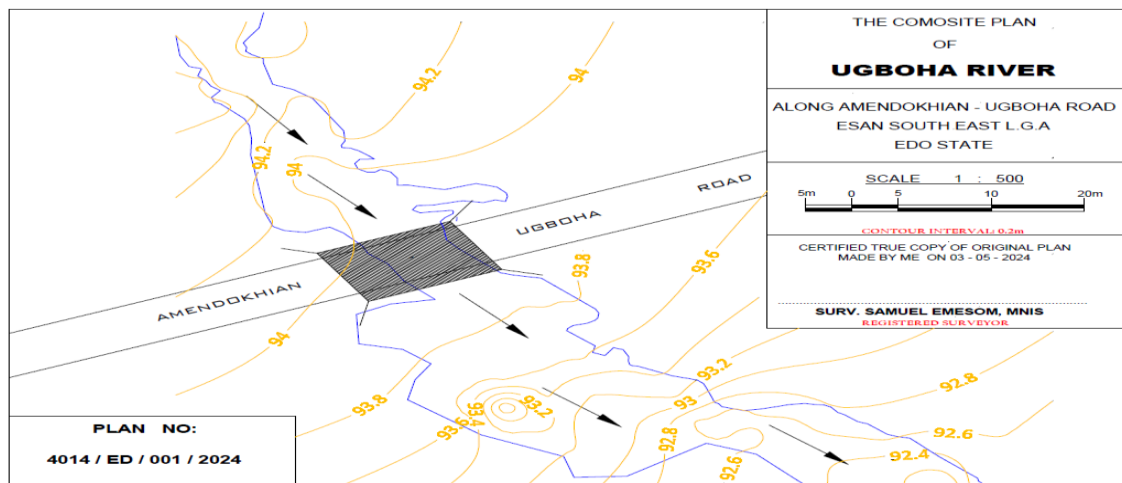 THE COMOSITE PLAN
OF
UGBOHA RIVER
ALONG AMENDOKHIAN - UGBOHA ROAD
ESAN SOUTH EAST L.G.A
EDO STATE
SCALE 1 : 500
5m 0 5 10 20m
CONTOUR INTERVAL: 0.2m
CERTIFIED TRUE COPY OF ORIGINAL PLAN
MADE BY ME ON 03 - 05 - 2024
SURV. SAMUEL EMESOM, MNIS
REGISTERED SURVEYOR
94.2
94
94.2
94
AMENDOKHIAN UGBOHA ROAD
93.8
93.6
94
93.8
93.6
93.4
93.2
93.2
93
92.8
92.8
92.6
92.6
92.4
PLAN NO:
4014 / ED / 001 / 2024